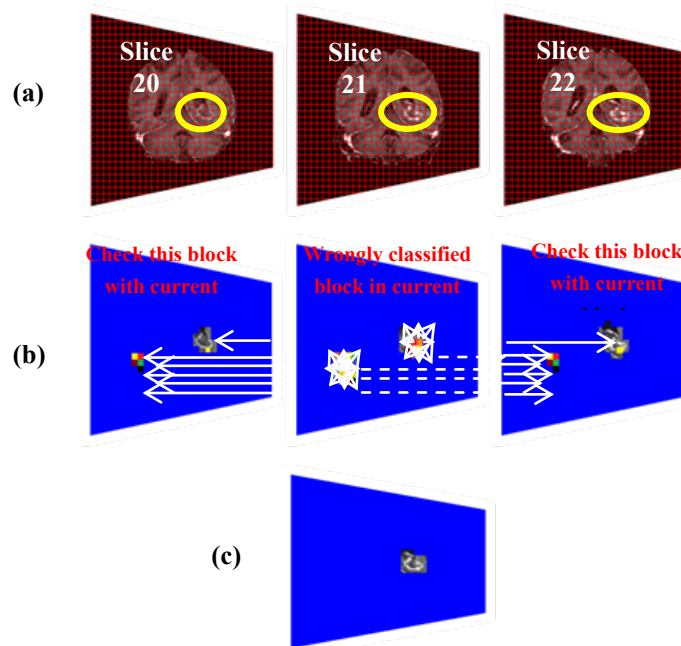 (a)
Slice
20
Slice
21
Slice
22
(b)
Check this block
with current
Wrongly classified
block in current
Check this block
with current
(c)